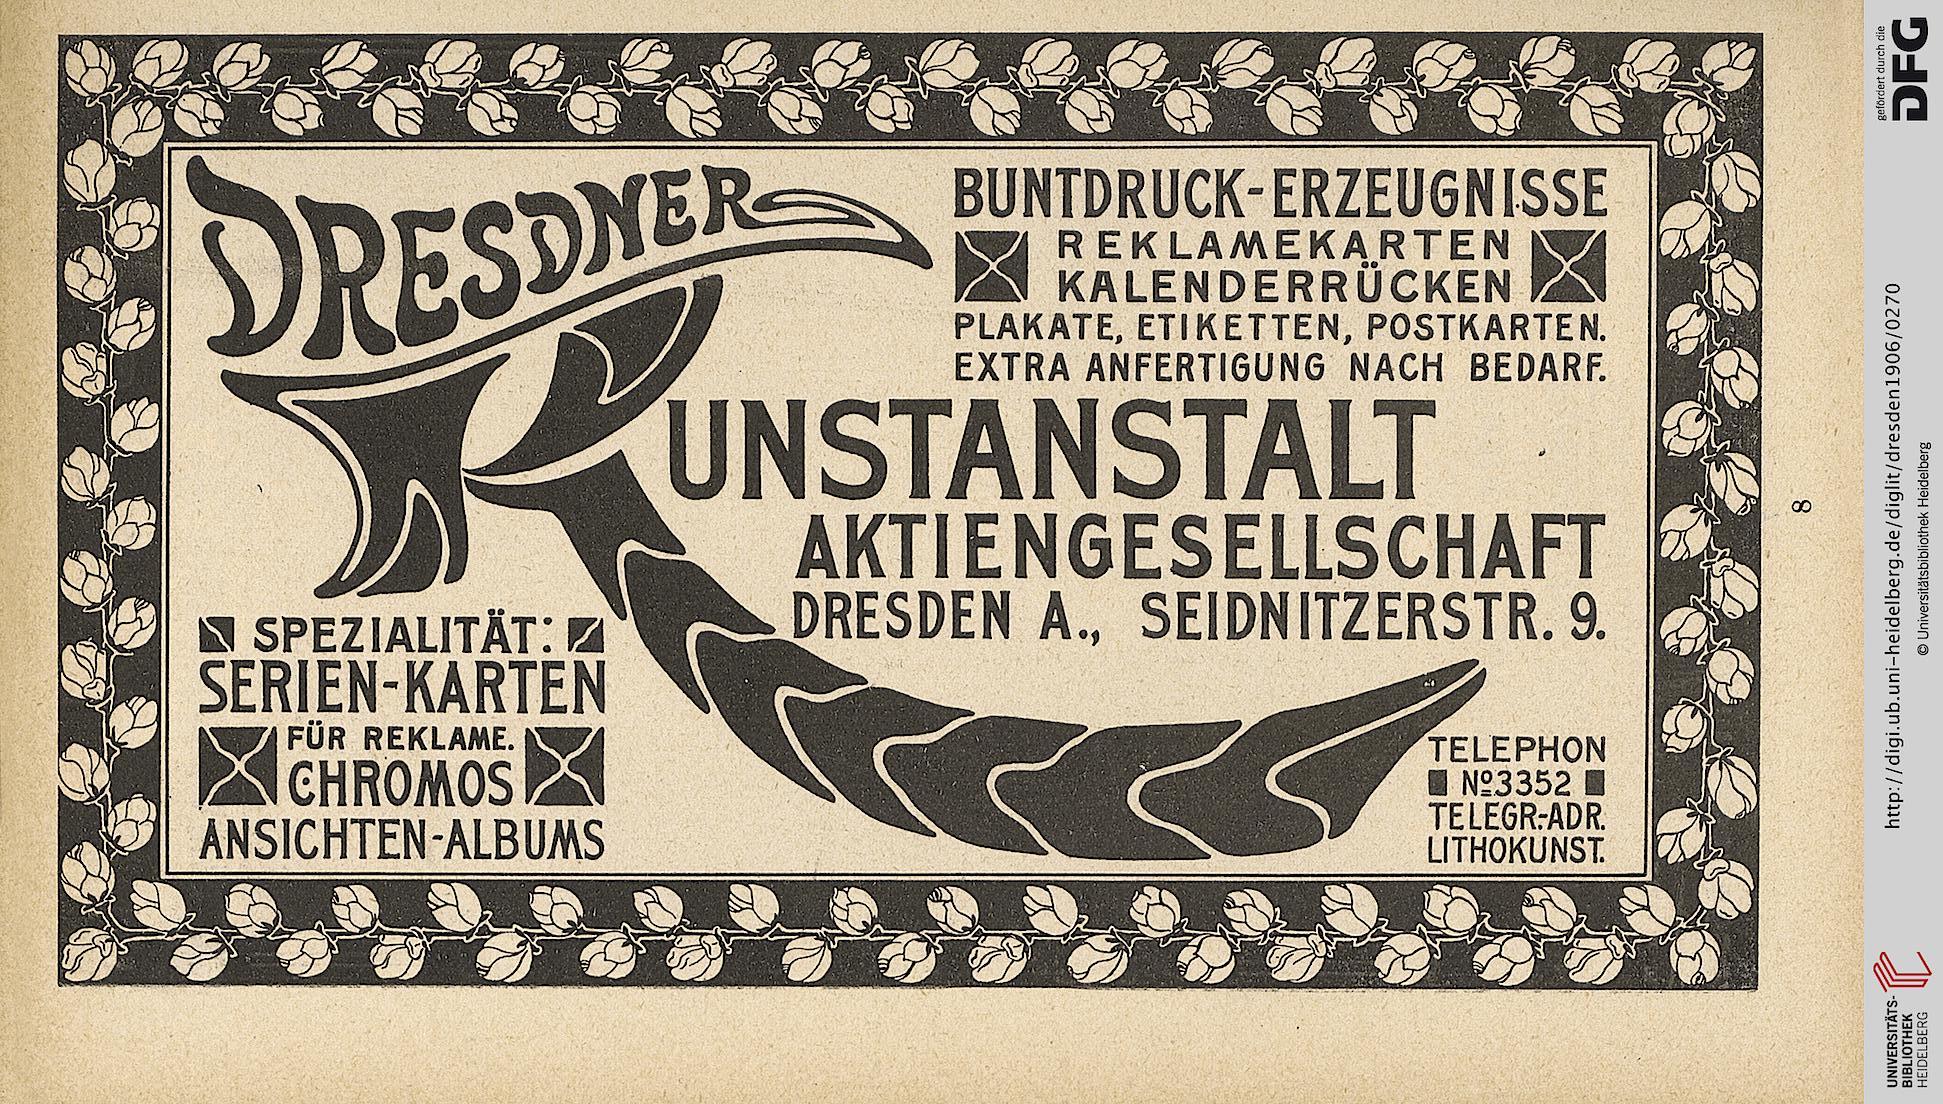 DRESDNER
KUNSTANSTALT
AKTIENGESELLSCHAFT
DRESDEN A., SEIDNITZERSTR. 9.
BUNTDRUCK-ERZEUGNISSE
REKLAMEKARTEN
KALENDERRÜCKEN
PLAKATE, ETIKETTEN, POSTKARTEN.
EXTRA ANFERTIGUNG NACH BEDARF.
SPEZIALITÄT:
SERIEN-KARTEN
FÜR REKLAME.
CHROMOS
ANSICHTEN-ALBUMS
TELEPHON
No 3352
TELEGR.-ADR.
LITHOKUNST.
8
gefördert durch die
DFG
http://digi.ub.uni-heidelberg.de/diglit/dresden1906/0270
© Universitätsbibliothek Heidelberg
UNIVERSITÄTS-
BIBLIOTHEK
HEIDELBERG